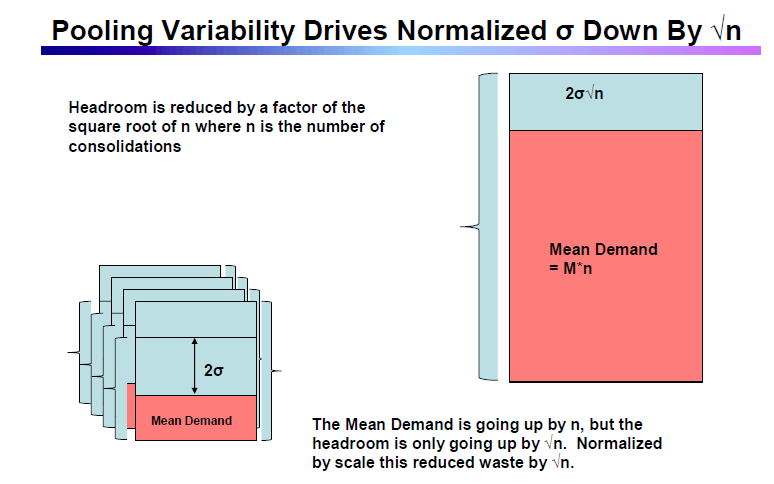 Pooling Variability Drives Normalized σ Down By √n
Headroom is reduced by a factor of the
square root of n where n is the number of
consolidations
2σ√n
Mean Demand
= M*n
2σ
Mean Demand
The Mean Demand is going up by n, but the
headroom is only going up by √n.  Normalized
by scale this reduced waste by √n.